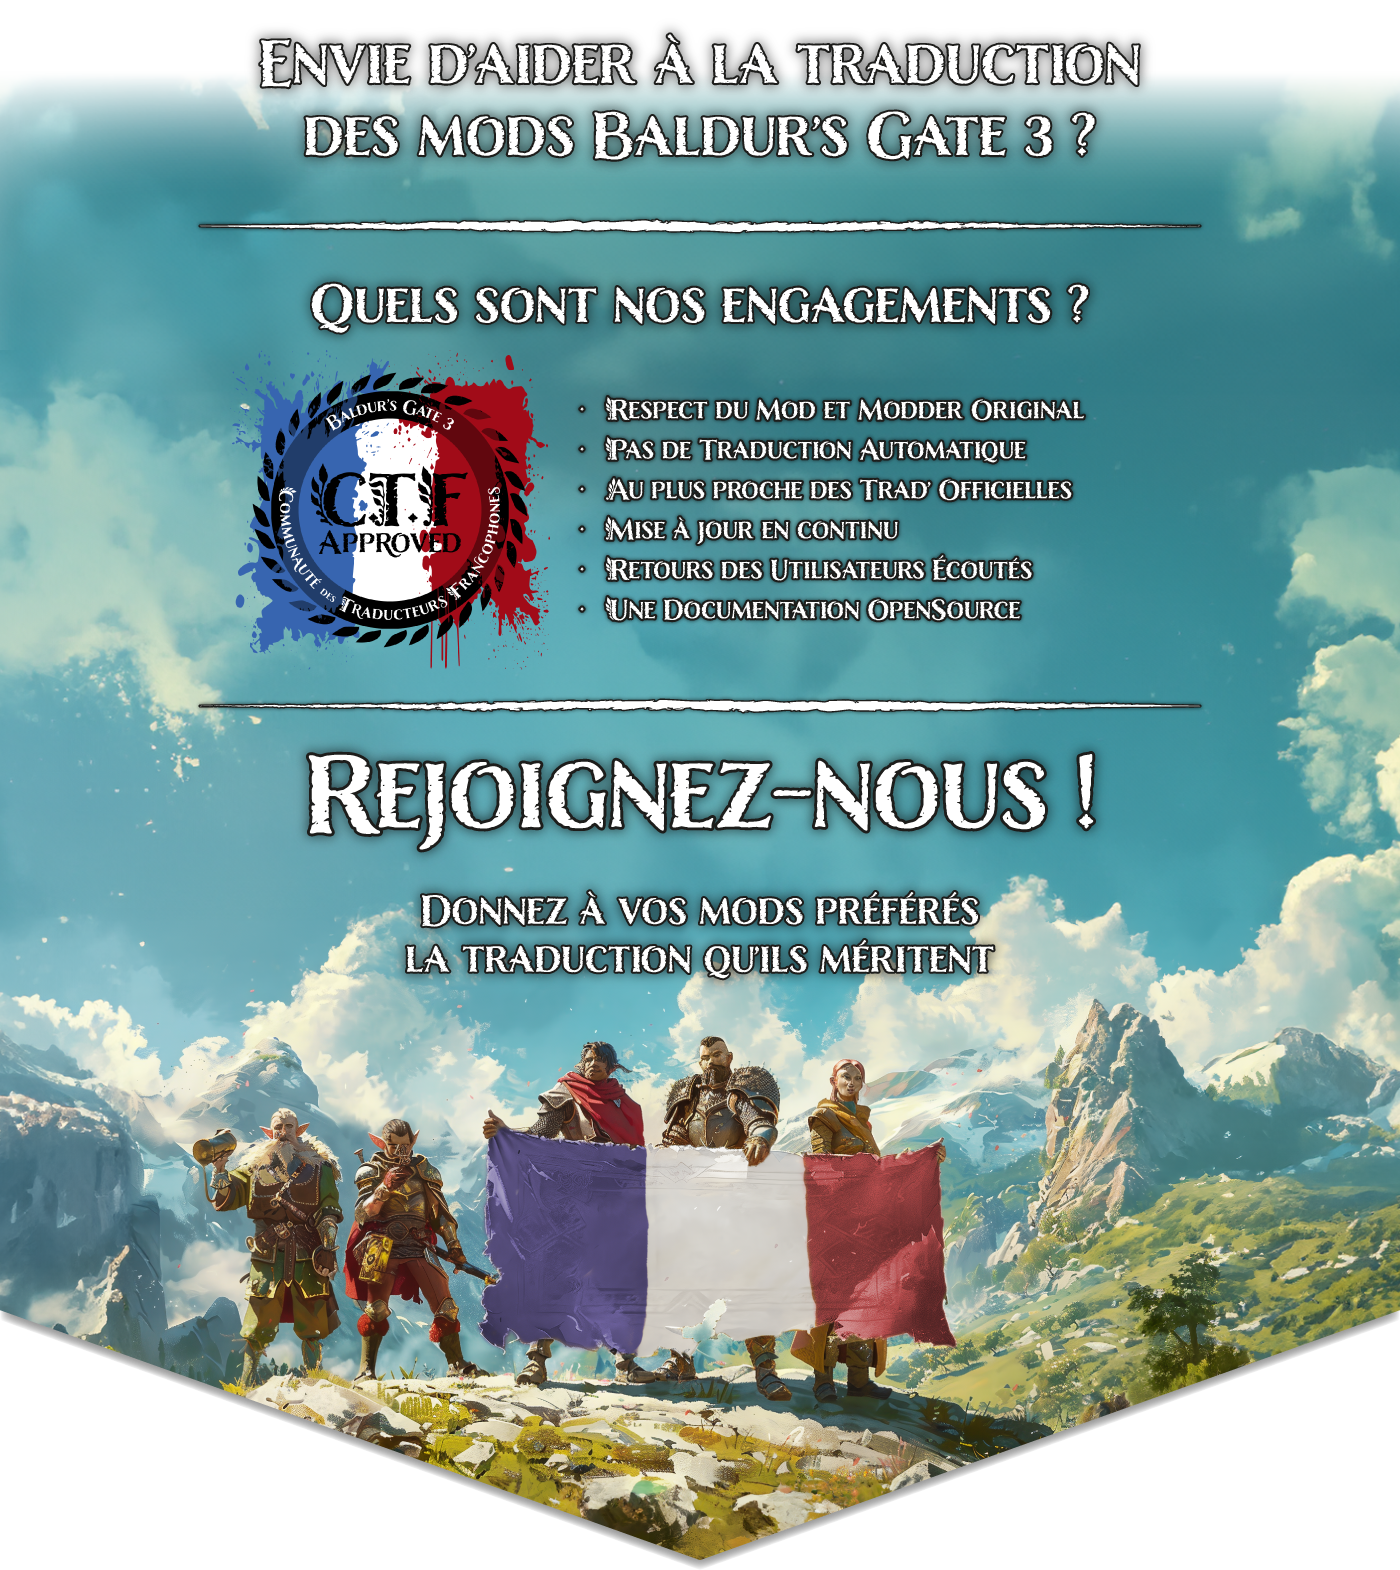 Envie d'aider à la traduction
des mods Baldur's Gate 3 ?
Quels sont nos engagements ?
Baldur's Gate 3
C.T.F
Approved
Communauté des Traducteurs Francophones
· Respect du Mod et Modder Original
· Pas de Traduction Automatique
· Au plus proche des Trad' Officielles
· Mise à jour en continu
· Retours des Utilisateurs Écoutés
· Une Documentation OpenSource
Rejoignez-nous !
Donnez à vos mods préférés
la traduction qu'ils méritent